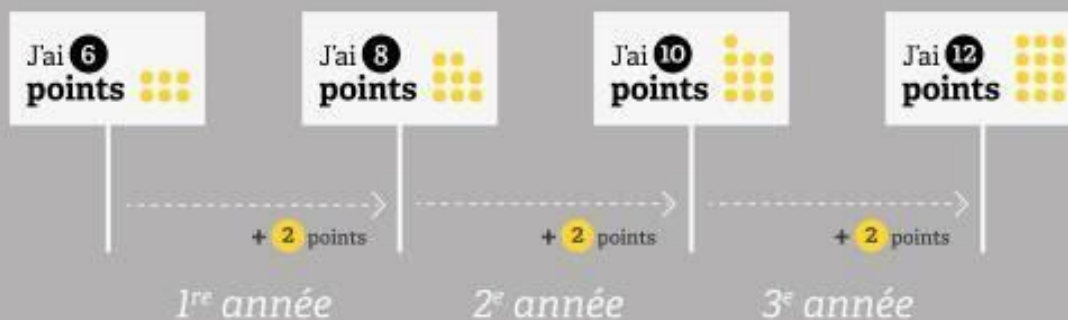 J'ai 6
points
J'ai 8
points
J'ai 10
points
J'ai 12
points
+ 2 points
+ 2 points
+ 2 points
1re année
2e année
3e année